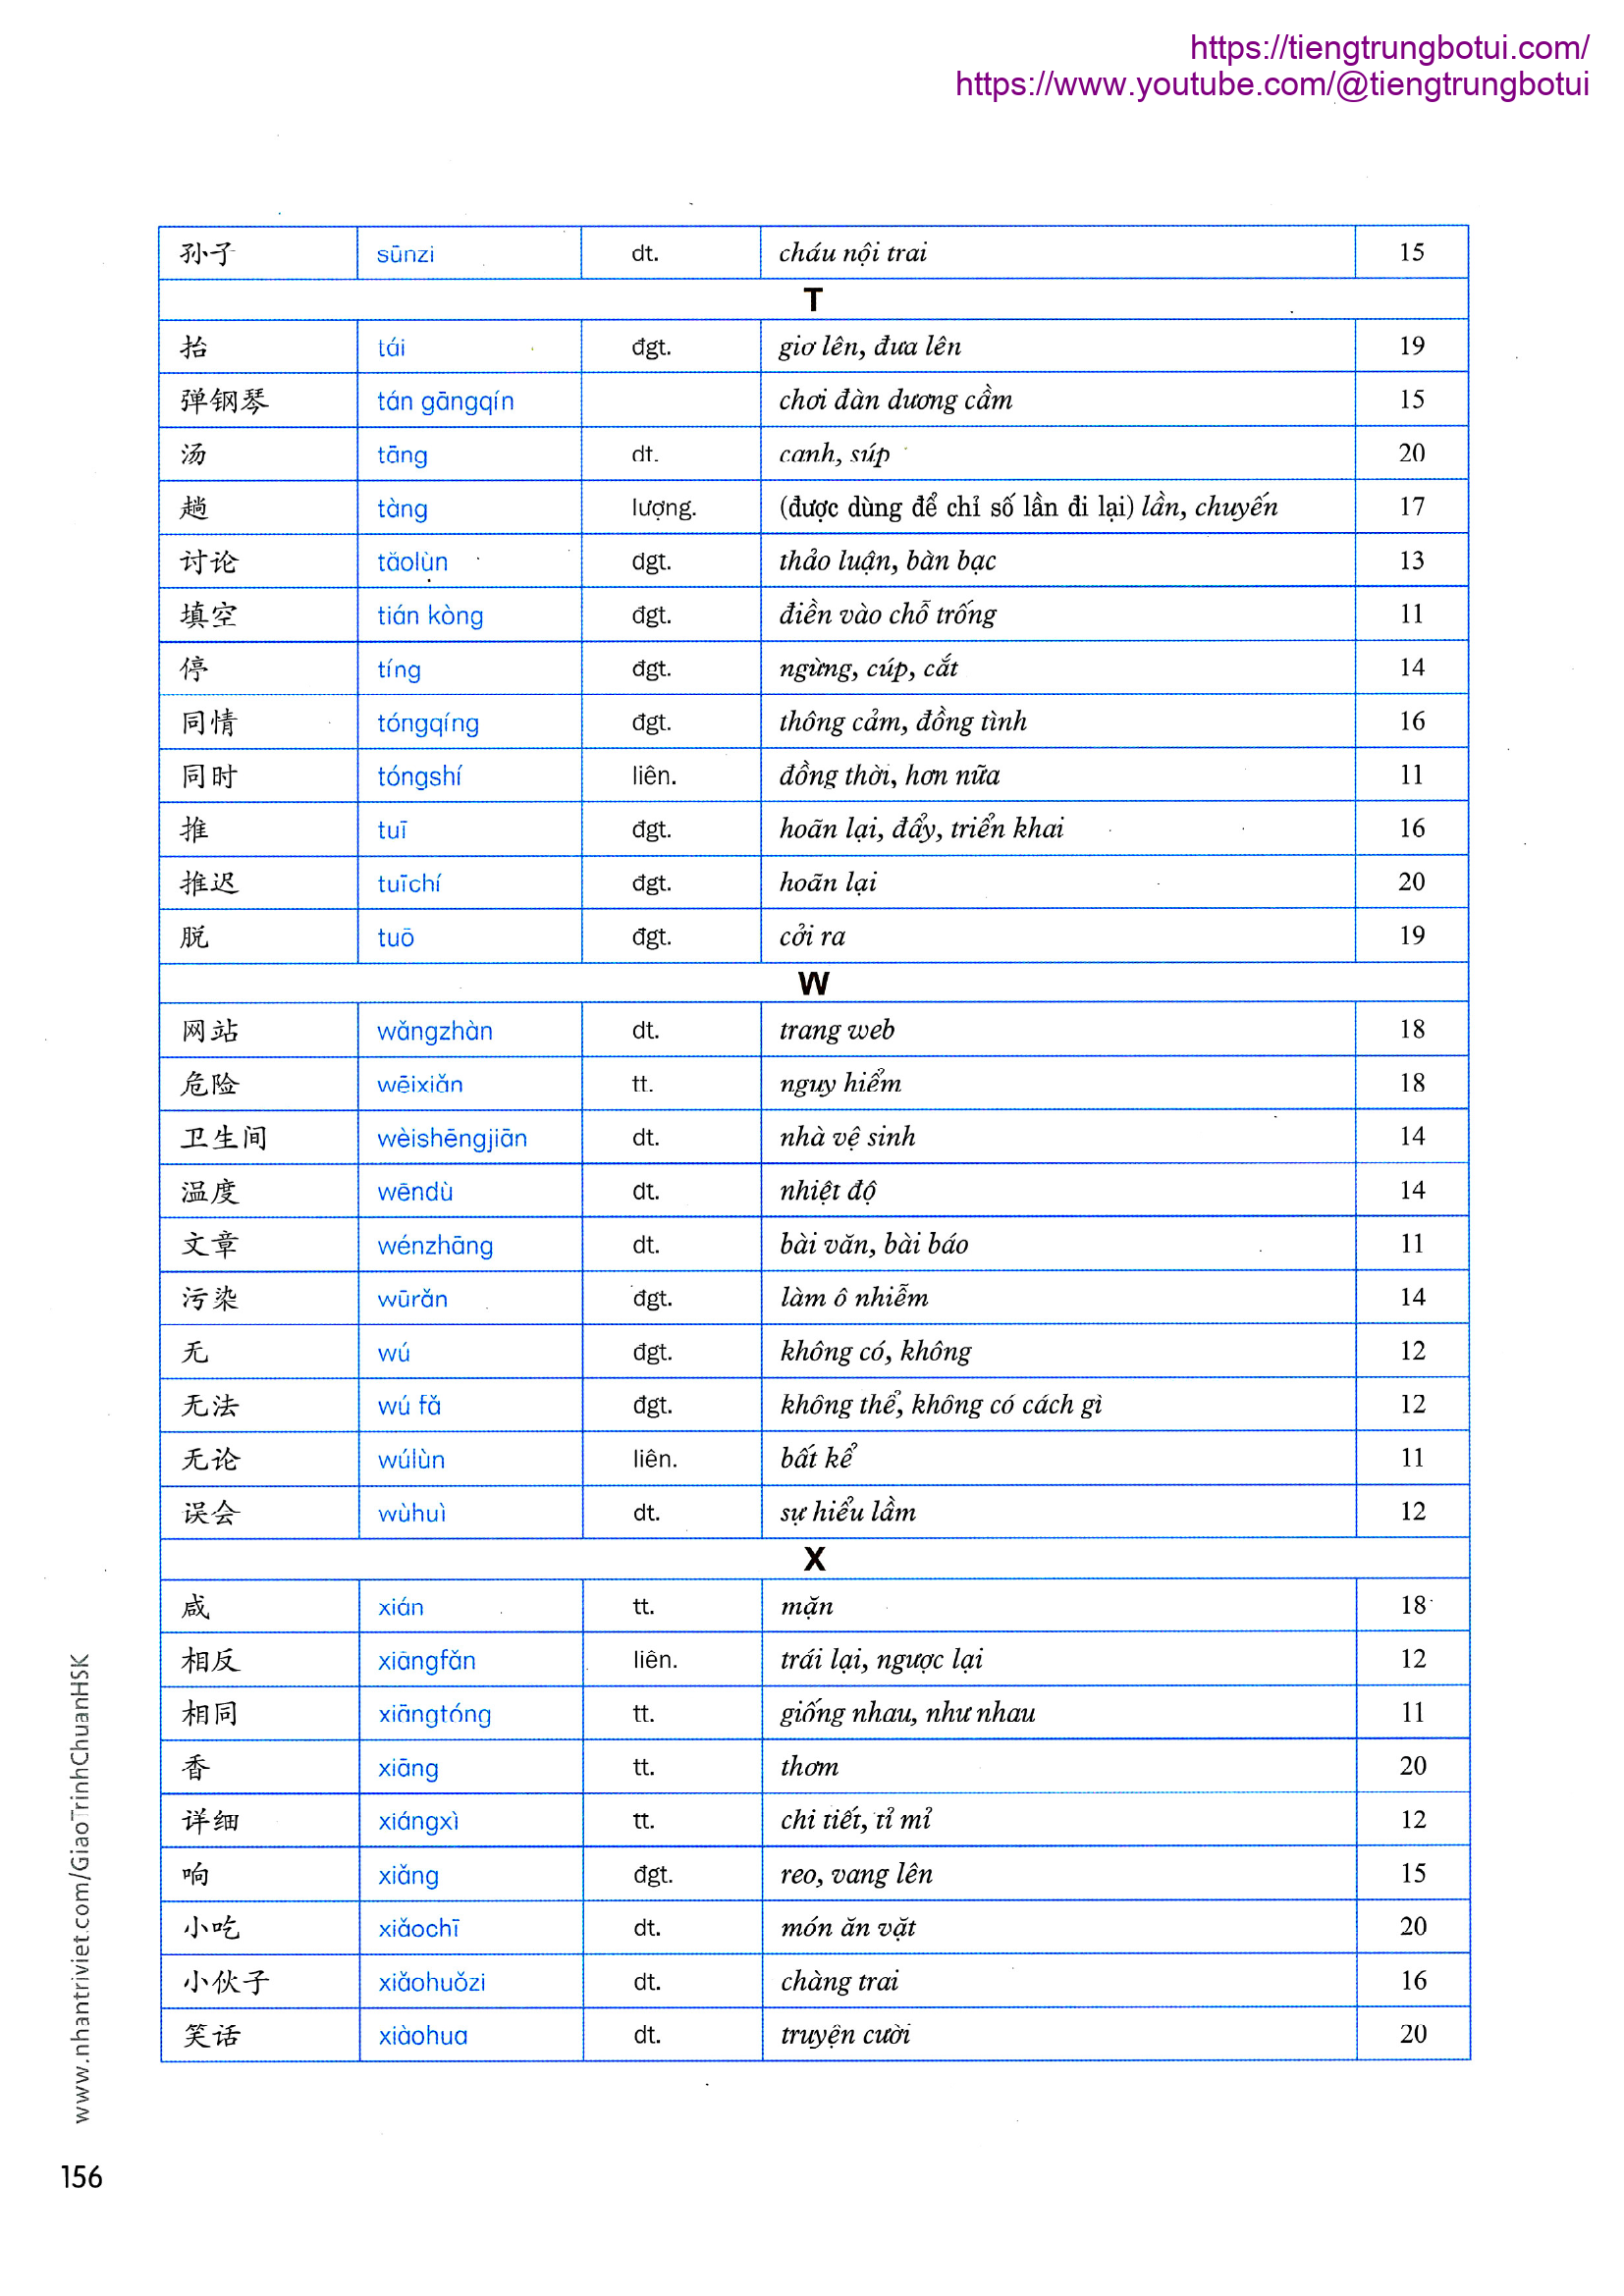 https://tiengtrungbotui.com/
https://www.youtube.com/@tiengtrungbotui
孙子 sūnzi dt. cháu nội trai 15
T
抬 tái đgt. giơ lên, đưa lên 19
弹钢琴 tán gāngqín chơi đàn dương cầm 15
汤 tāng dt. canh, súp 20
趟 tàng lượng. (được dùng để chỉ số lần đi lại) lần, chuyến 17
讨论 tǎolùn đgt. thảo luận, bàn bạc 13
填空 tián kòng đgt. điền vào chỗ trống 11
停 tíng đgt. ngừng, cúp, cắt 14
同情 tóngqíng đgt. thông cảm, đồng tình 16
同时 tóngshí liên. đồng thời, hơn nữa 11
推 tuī đgt. hoãn lại, đẩy, triển khai 16
推迟 tuīchí đgt. hoãn lại 20
脱 tuō đgt. cởi ra 19
W
网站 wǎngzhàn dt. trang web 18
危险 wēixiǎn tt. nguy hiểm 18
卫生间 wèishēngjiān dt. nhà vệ sinh 14
温度 wēndù dt. nhiệt độ 14
文章 wénzhāng dt. bài văn, bài báo 11
污染 wūrǎn đgt. làm ô nhiễm 14
无 wú đgt. không có, không 12
无法 wú fǎ đgt. không thể, không có cách gì 12
无论 wúlùn liên. bất kể 11
误会 wùhuì dt. sự hiểu lầm 12
X
咸 xián tt. mặn 18
相反 xiāngfǎn liên. trái lại, ngược lại 12
相同 xiāngtóng tt. giống nhau, như nhau 11
香 xiāng tt. thơm 20
详细 xiángxì tt. chi tiết, tỉ mỉ 12
响 xiǎng đgt. reo, vang lên 15
小吃 xiǎochī dt. món ăn vặt 20
小伙子 xiǎohuǒzi dt. chàng trai 16
笑话 xiàohua dt. truyện cười 20
www.nhantriviet.com/GiaoTrinhChuanHSK
156